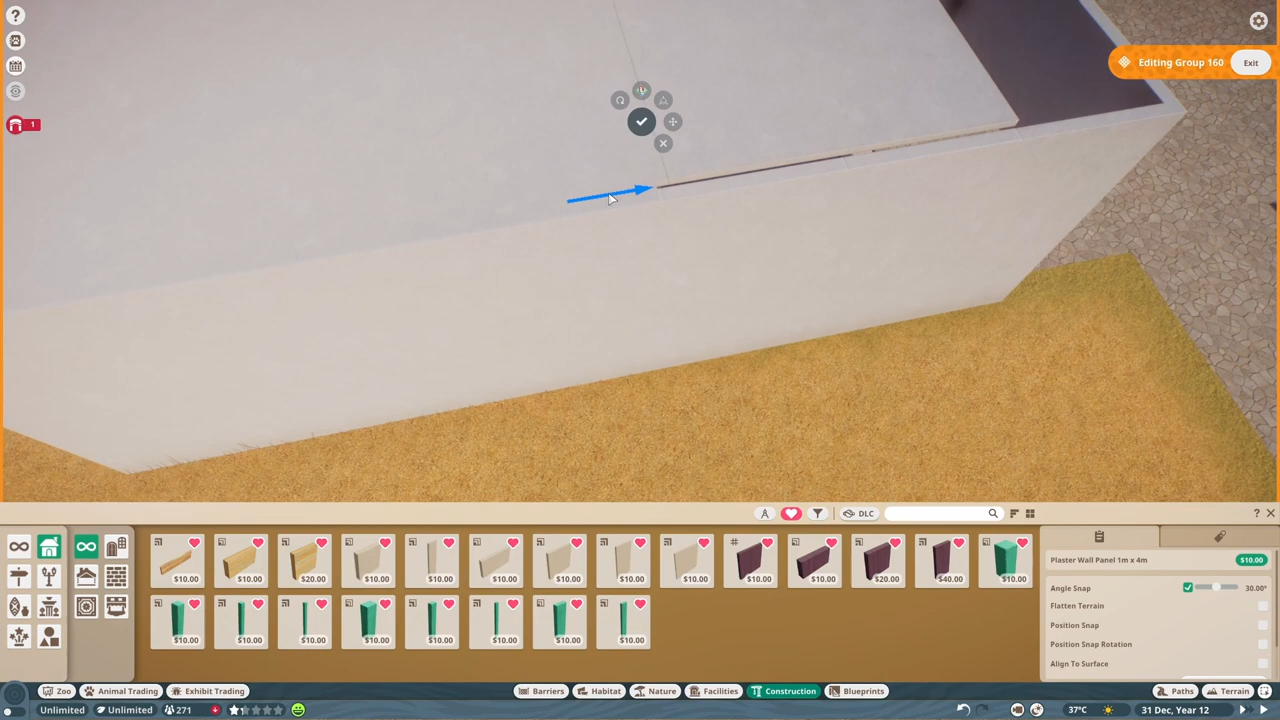 ?
Editing Group 160
Exit
1
DLC
? ×
$10.00 $10.00 $20.00 $10.00 $10.00 $10.00 $10.00 $10.00 $10.00 $10.00 $10.00 $20.00 $40.00 $10.00
$10.00 $10.00 $10.00 $10.00 $10.00 $10.00 $10.00 $10.00
Plaster Wall Panel 1m x 4m $10.00
Angle Snap 30.00°
Flatten Terrain
Position Snap
Position Snap Rotation
Align To Surface
Zoo Animal Trading Exhibit Trading Barriers Habitat Nature Facilities Construction Blueprints Paths Terrain
Unlimited Unlimited 271 37°C 31 Dec, Year 12